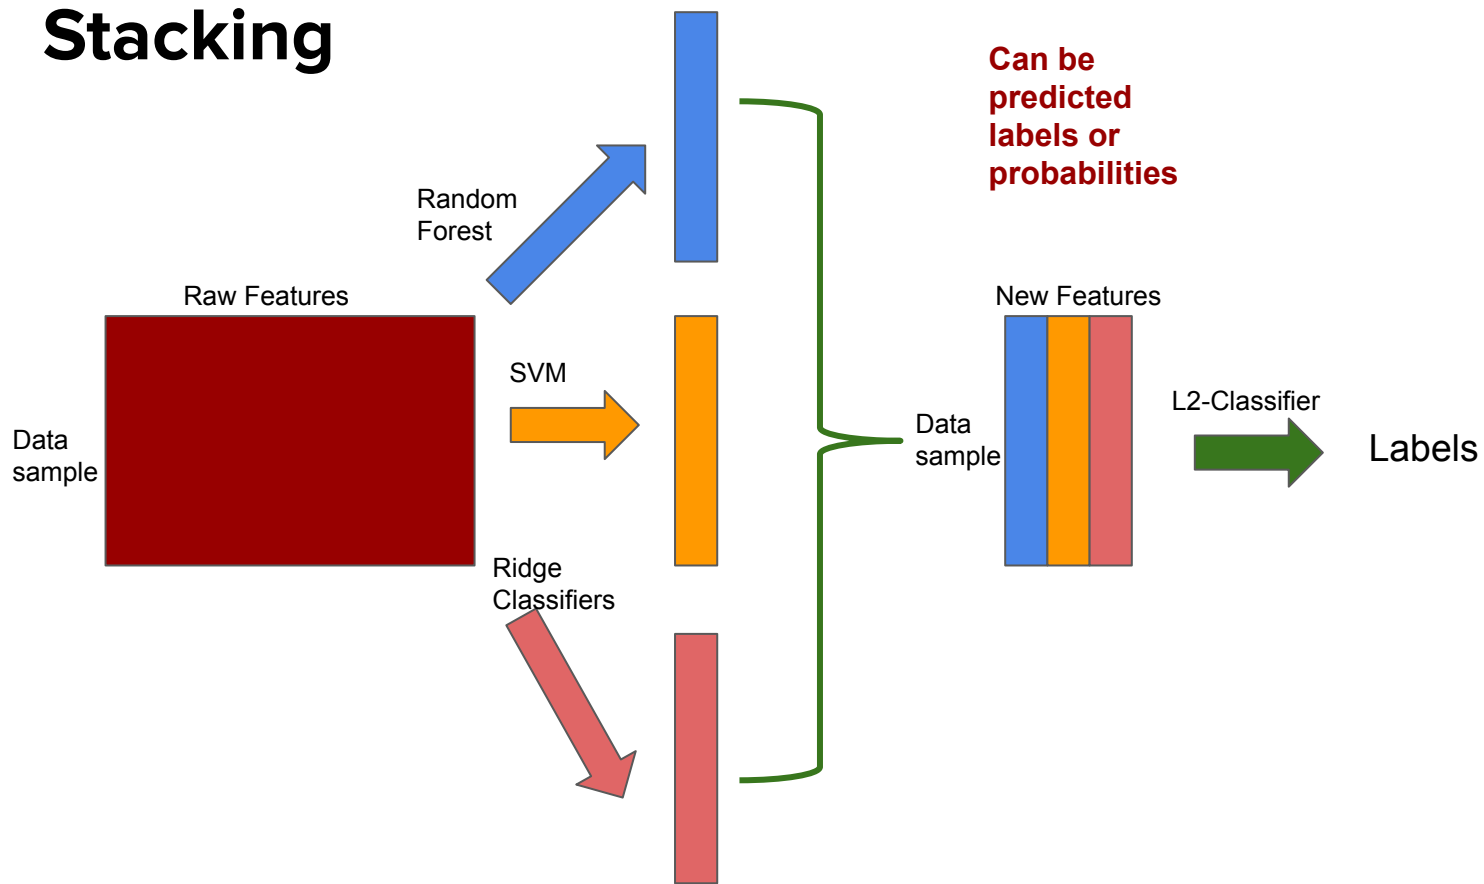 Stacking
Can be
predicted
labels or
probabilities
Random
Forest
Raw Features
New Features
SVM
L2-Classifier
Data
sample
Data
sample
Labels
Ridge
Classifiers